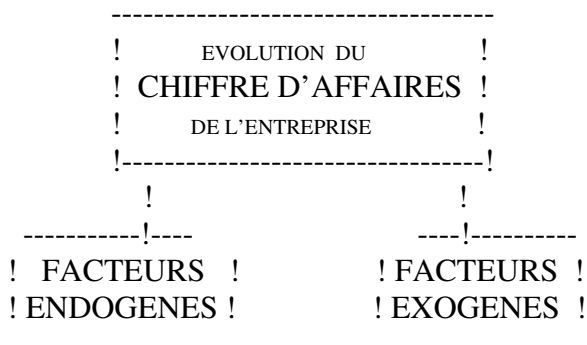 -----------------------------------
! EVOLUTION DU !
! CHIFFRE D’AFFAIRES !
! DE L’ENTREPRISE !
!---------------------------------!
! !
-----------!---- ----!----------
! FACTEURS ! ! FACTEURS !
! ENDOGENES ! ! EXOGENES !